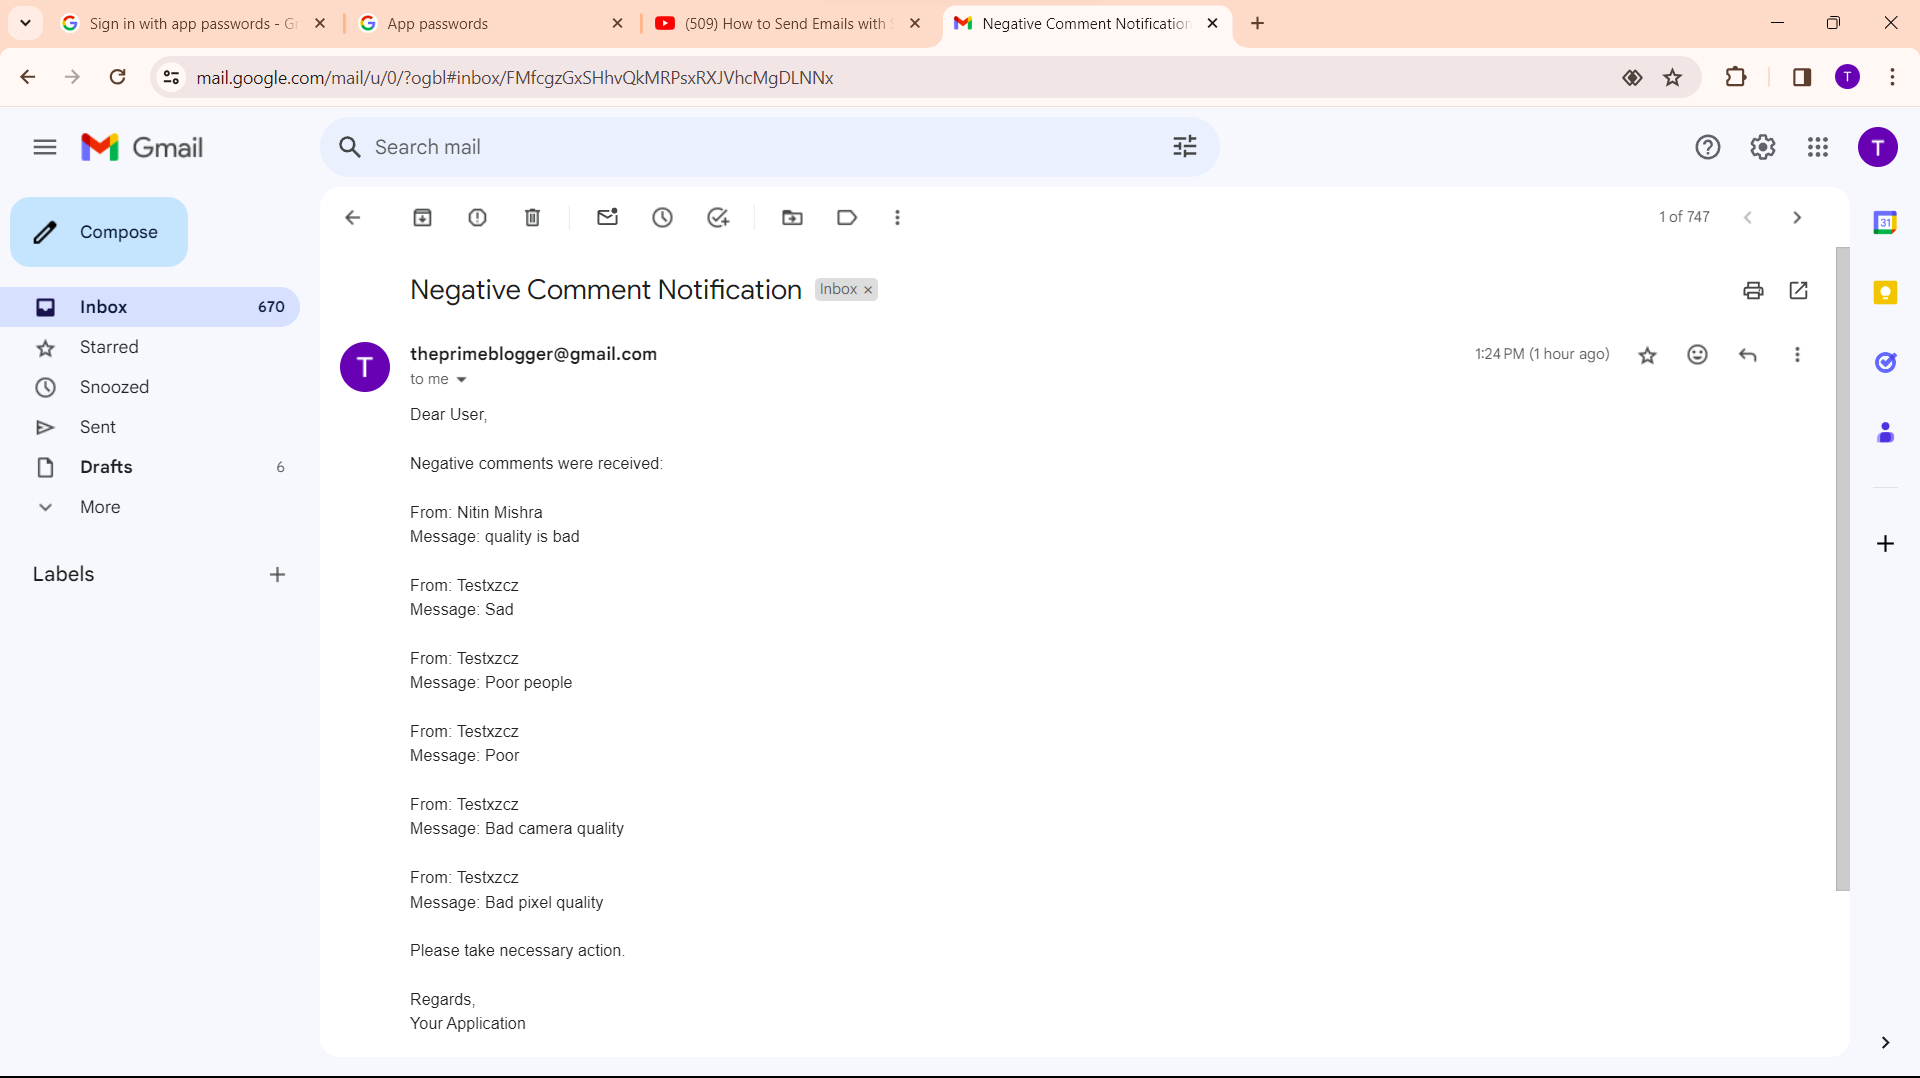 Sign in with app passwords - G
App passwords
(509) How to Send Emails with
Negative Comment Notification
mail.google.com/mail/u/0/?ogbl#inbox/FMfcgzGxSHhvQkMRPsxRXJVhcMgDLNNx
T
Gmail
Search mail
T
Compose
1 of 747
31
Inbox 670
Starred
Snoozed
Sent
Drafts 6
More
Labels
Negative Comment Notification Inbox ×
T
theprimeblogger@gmail.com 1:24 PM (1 hour ago)
to me
Dear User,
Negative comments were received:
From: Nitin Mishra
Message: quality is bad
From: Testxzcz
Message: Sad
From: Testxzcz
Message: Poor people
From: Testxzcz
Message: Poor
From: Testxzcz
Message: Bad camera quality
From: Testxzcz
Message: Bad pixel quality
Please take necessary action.
Regards,
Your Application